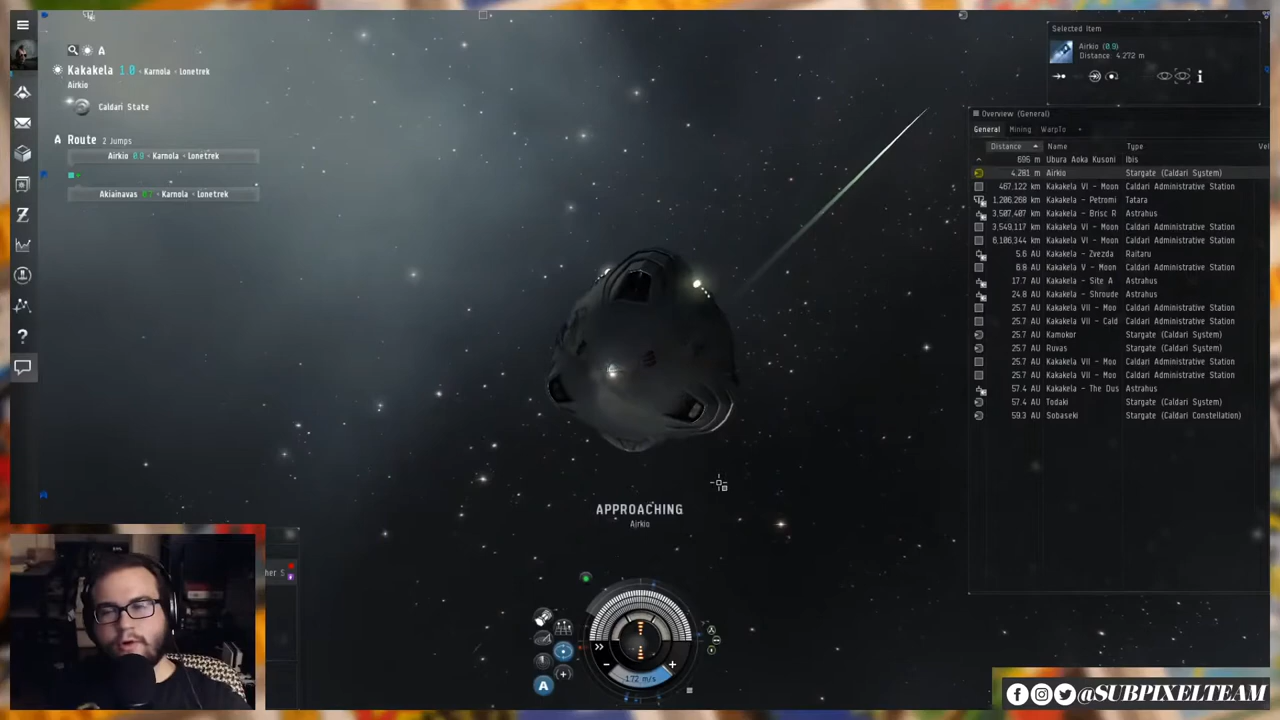 A
Kakakela 1.0 • Karnola • Lonetrek
Airkio
Caldari State
A Route 2 Jumps
Airkio 0.9 • Karnola • Lonetrek
Akiainavas • Karnola • Lonetrek
APPROACHING
Airkio
172 m/s
A
her S
Selected Item
Airkio (0.9)
Distance: 4.272 m
Overview (General)
General Mining WarpTo +
Distance Name Type Vel
695 m Ubura Aoka Kusoni Ibis
4.281 m Airkio Stargate (Caldari System)
467,122 km Kakakela VI - Moon Caldari Administrative Station
1,206,268 km Kakakela - Petromi Tatara
3,507,407 km Kakakela - Brisc R Astrahus
3,549,117 km Kakakela VI - Moon Caldari Administrative Station
6,106,344 km Kakakela VI - Moon Caldari Administrative Station
5.6 AU Kakakela - Zvezda Raitaru
6.8 AU Kakakela V - Moon Caldari Administrative Station
17.7 AU Kakakela - Site A Astrahus
24.8 AU Kakakela - Shroude Astrahus
25.7 AU Kakakela VII - Moo Caldari Administrative Station
25.7 AU Kakakela VII - Cald Caldari Administrative Station
25.7 AU Kamokor Stargate (Caldari System)
25.7 AU Ruvas Stargate (Caldari System)
25.7 AU Kakakela VII - Moo Caldari Administrative Station
25.7 AU Kakakela VII - Moo Caldari Administrative Station
57.4 AU Kakakela - The Dus Astrahus
57.4 AU Todaki Stargate (Caldari System)
59.3 AU Sobaseki Stargate (Caldari Constellation)
@SUBPIXELTEAM